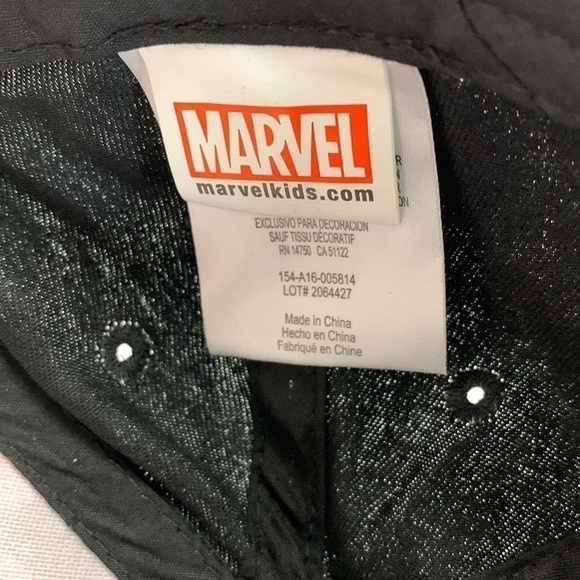 MARVEL
marvelkids.com
EXCLUSIVO PARA DECORACION
SAUF TISSU DÉCORATIF
RN 14750 CA 51122
154-A16-005814
LOT# 2064427
Made in China
Hecho en China
Fabriqué en Chine